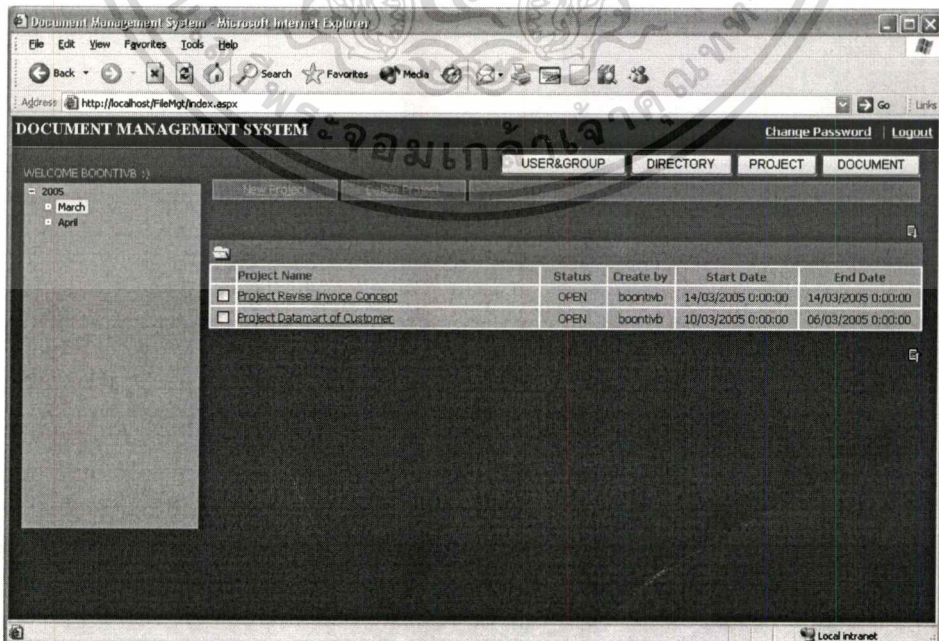 Document Management System - Microsoft Internet Explorer
File Edit View Favorites Tools Help
Back Search Favorites Media
Address http://localhost/FileMgt/index.aspx Go Links
DOCUMENT MANAGEMENT SYSTEM Change Password | Logout
WELCOME BOONTIVB :) USER&GROUP DIRECTORY PROJECT DOCUMENT
New Project Delete Project
2005
March
April
Project Name Status Create by Start Date End Date
Project Revise Invoice Concept OPEN boontivb 14/03/2005 0:00:00 14/03/2005 0:00:00
Project Datamart of Customer OPEN boontivb 10/03/2005 0:00:00 06/03/2005 0:00:00
Local intranet